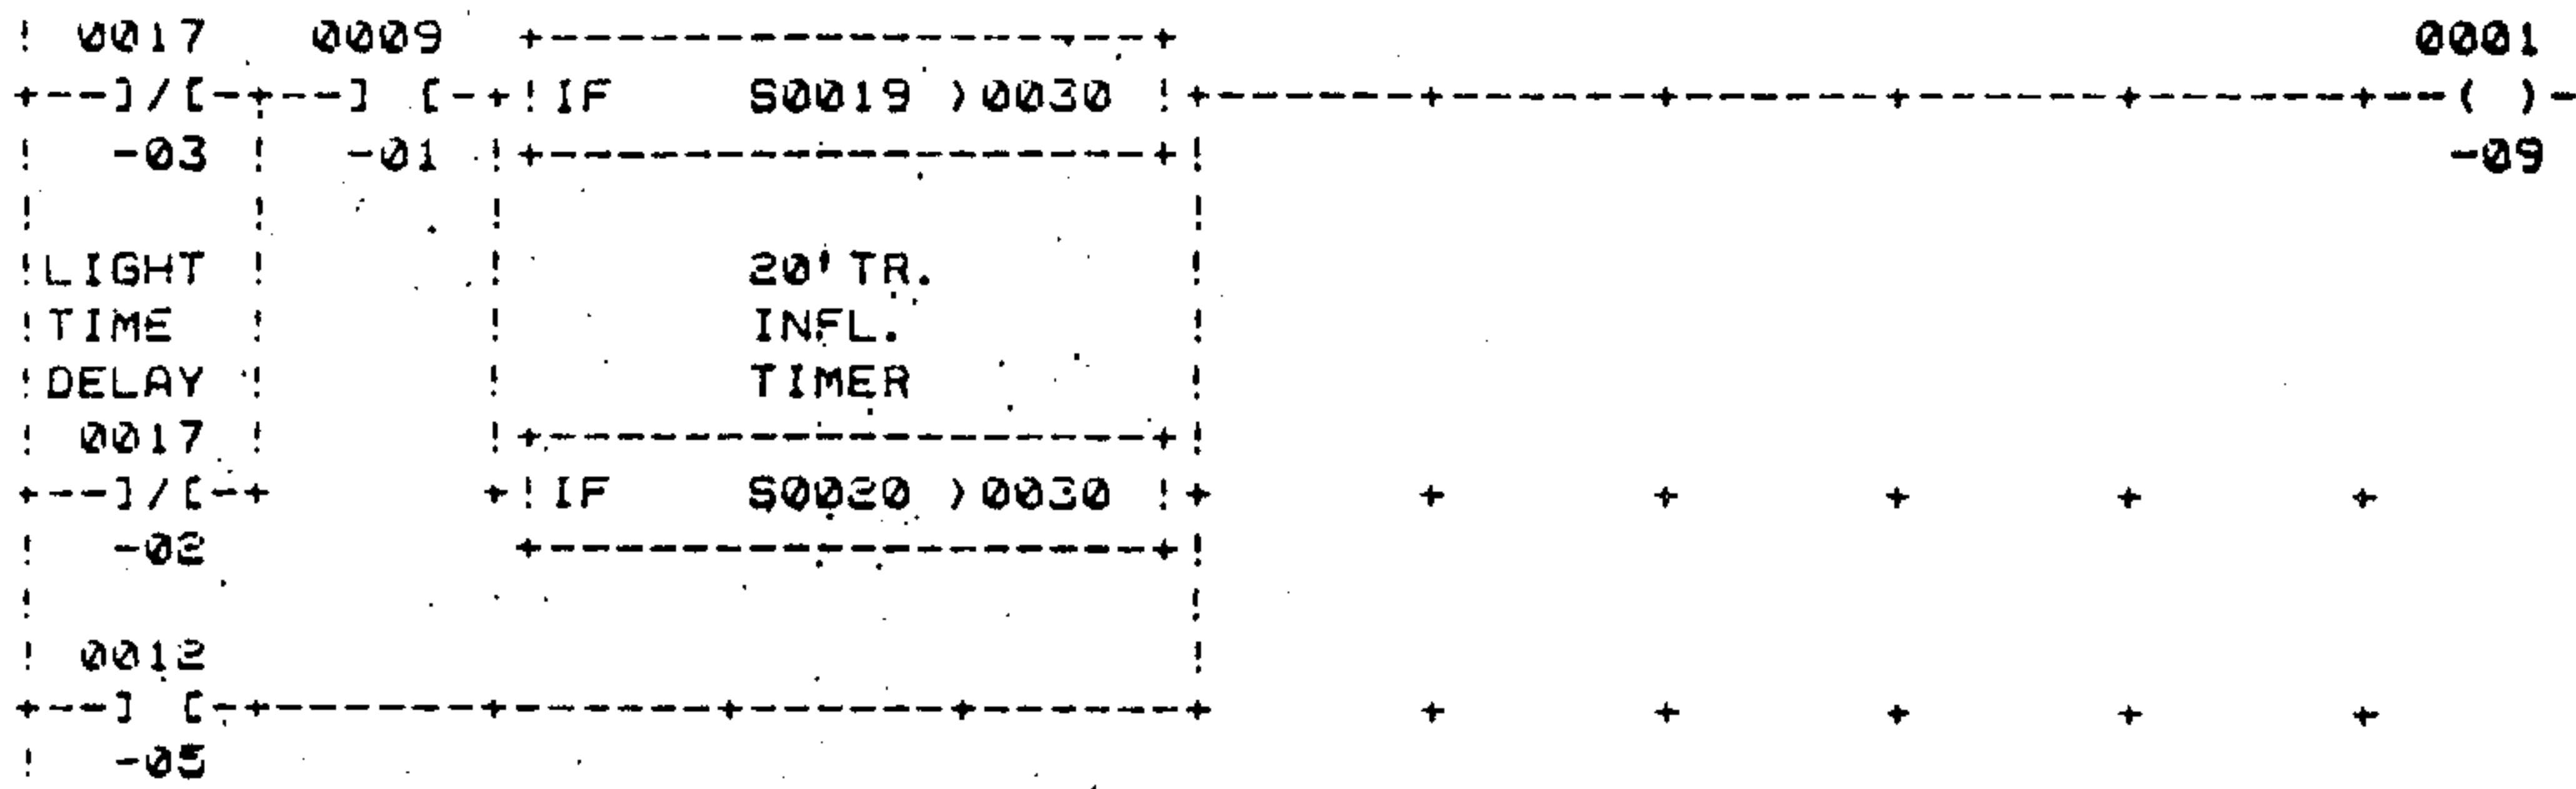 ! 0017 0009 +-------------------+ 0001
+--]/[-+--] [-+!IF S0019 >0030 !+------+------+------+------+------+--( )-
! -03 ! -01 !+-------------------+! -09
! ! ! !
!LIGHT ! ! 20' TR. !
!TIME ! ! INFL. !
!DELAY ! ! TIMER !
! 0017 ! !+-------------------+!
+--]/[-+ +!IF S0020 >0030 !+ + + + + +
! -02 +-------------------+!
! !
! 0012 !
+--] [-+------+------+------+------+ + + + + +
! -05